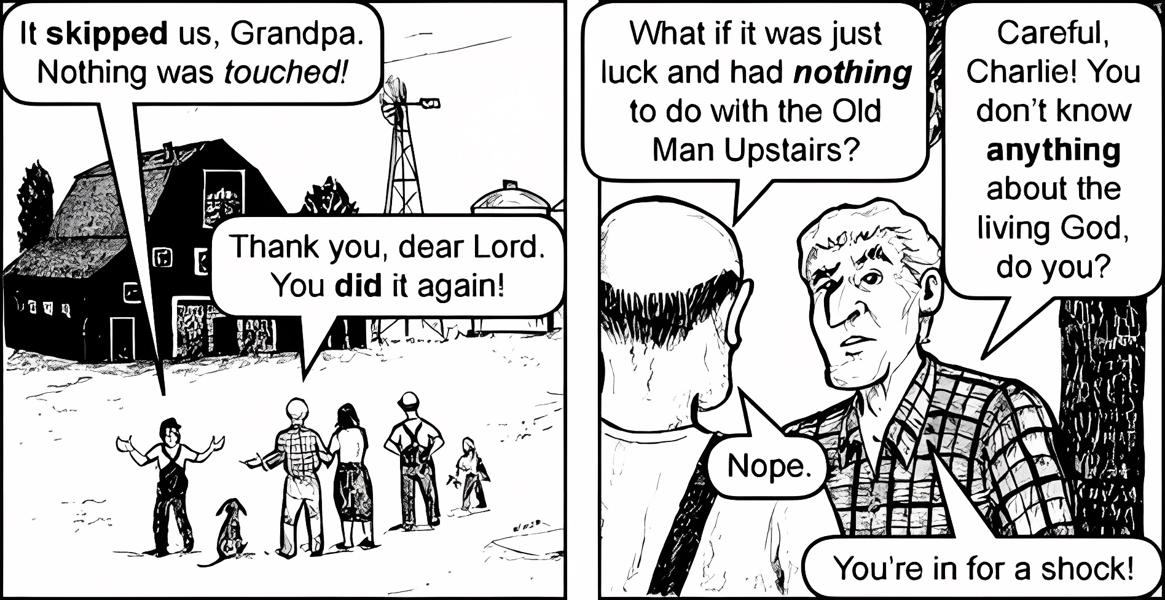 It skipped us, Grandpa.
Nothing was touched!
Thank you, dear Lord.
You did it again!
What if it was just
luck and had nothing
to do with the Old
Man Upstairs?
Careful,
Charlie! You
don't know
anything
about the
living God,
do you?
Nope.
You're in for a shock!